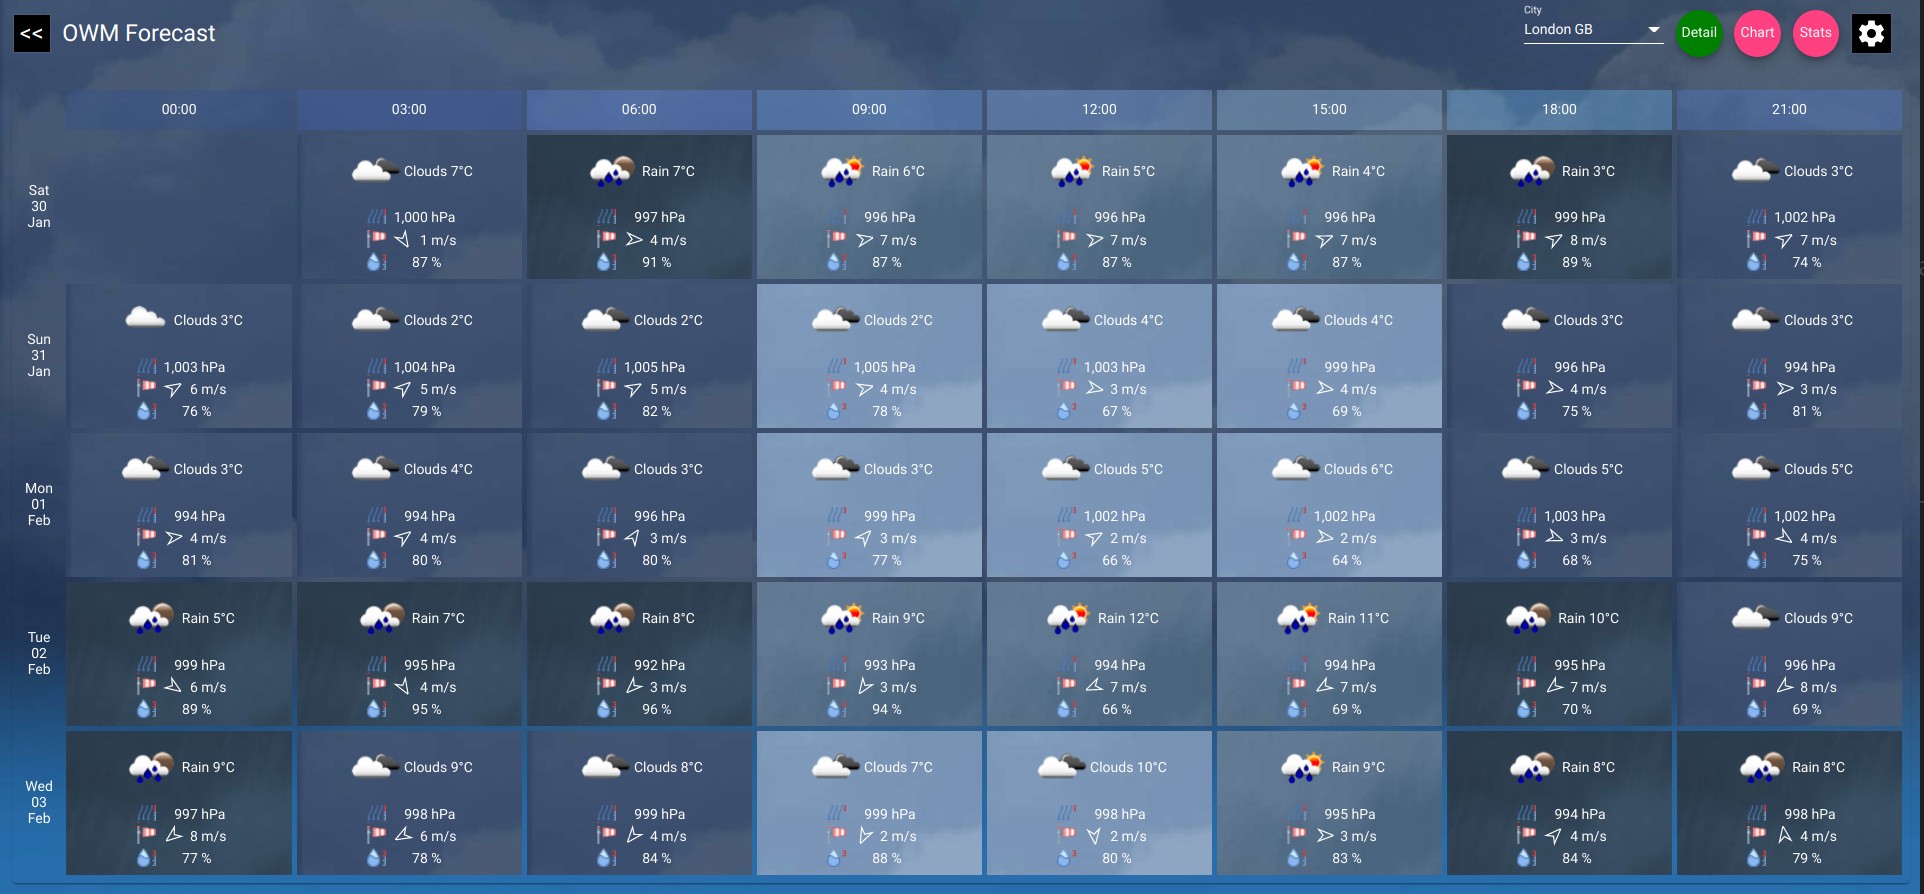 << OWM Forecast City
London GB Detail Chart Stats
00:00 03:00 06:00 09:00 12:00 15:00 18:00 21:00
Sat
30
Jan
Clouds 7°C Rain 7°C Rain 6°C Rain 5°C Rain 4°C Rain 3°C Clouds 3°C
1,000 hPa 997 hPa 996 hPa 996 hPa 996 hPa 999 hPa 1,002 hPa
1 m/s 4 m/s 7 m/s 7 m/s 7 m/s 8 m/s 7 m/s
87 % 91 % 87 % 87 % 87 % 89 % 74 %
Sun
31
Jan
Clouds 3°C Clouds 2°C Clouds 2°C Clouds 2°C Clouds 4°C Clouds 4°C Clouds 3°C Clouds 3°C
1,003 hPa 1,004 hPa 1,005 hPa 1,005 hPa 1,003 hPa 999 hPa 996 hPa 994 hPa
6 m/s 5 m/s 5 m/s 4 m/s 3 m/s 4 m/s 4 m/s 3 m/s
76 % 79 % 82 % 78 % 67 % 69 % 75 % 81 %
Mon
01
Feb
Clouds 3°C Clouds 4°C Clouds 3°C Clouds 3°C Clouds 5°C Clouds 6°C Clouds 5°C Clouds 5°C
994 hPa 994 hPa 996 hPa 999 hPa 1,002 hPa 1,002 hPa 1,003 hPa 1,002 hPa
4 m/s 4 m/s 3 m/s 3 m/s 2 m/s 2 m/s 3 m/s 4 m/s
81 % 80 % 80 % 77 % 66 % 64 % 68 % 75 %
Tue
02
Feb
Rain 5°C Rain 7°C Rain 8°C Rain 9°C Rain 12°C Rain 11°C Rain 10°C Clouds 9°C
999 hPa 995 hPa 992 hPa 993 hPa 994 hPa 994 hPa 995 hPa 996 hPa
6 m/s 4 m/s 3 m/s 3 m/s 7 m/s 7 m/s 7 m/s 8 m/s
89 % 95 % 96 % 94 % 66 % 69 % 70 % 69 %
Wed
03
Feb
Rain 9°C Clouds 9°C Clouds 8°C Clouds 7°C Clouds 10°C Rain 9°C Rain 8°C Rain 8°C
997 hPa 998 hPa 999 hPa 999 hPa 998 hPa 995 hPa 994 hPa 998 hPa
8 m/s 6 m/s 4 m/s 2 m/s 2 m/s 3 m/s 4 m/s 4 m/s
77 % 78 % 84 % 88 % 80 % 83 % 84 % 79 %